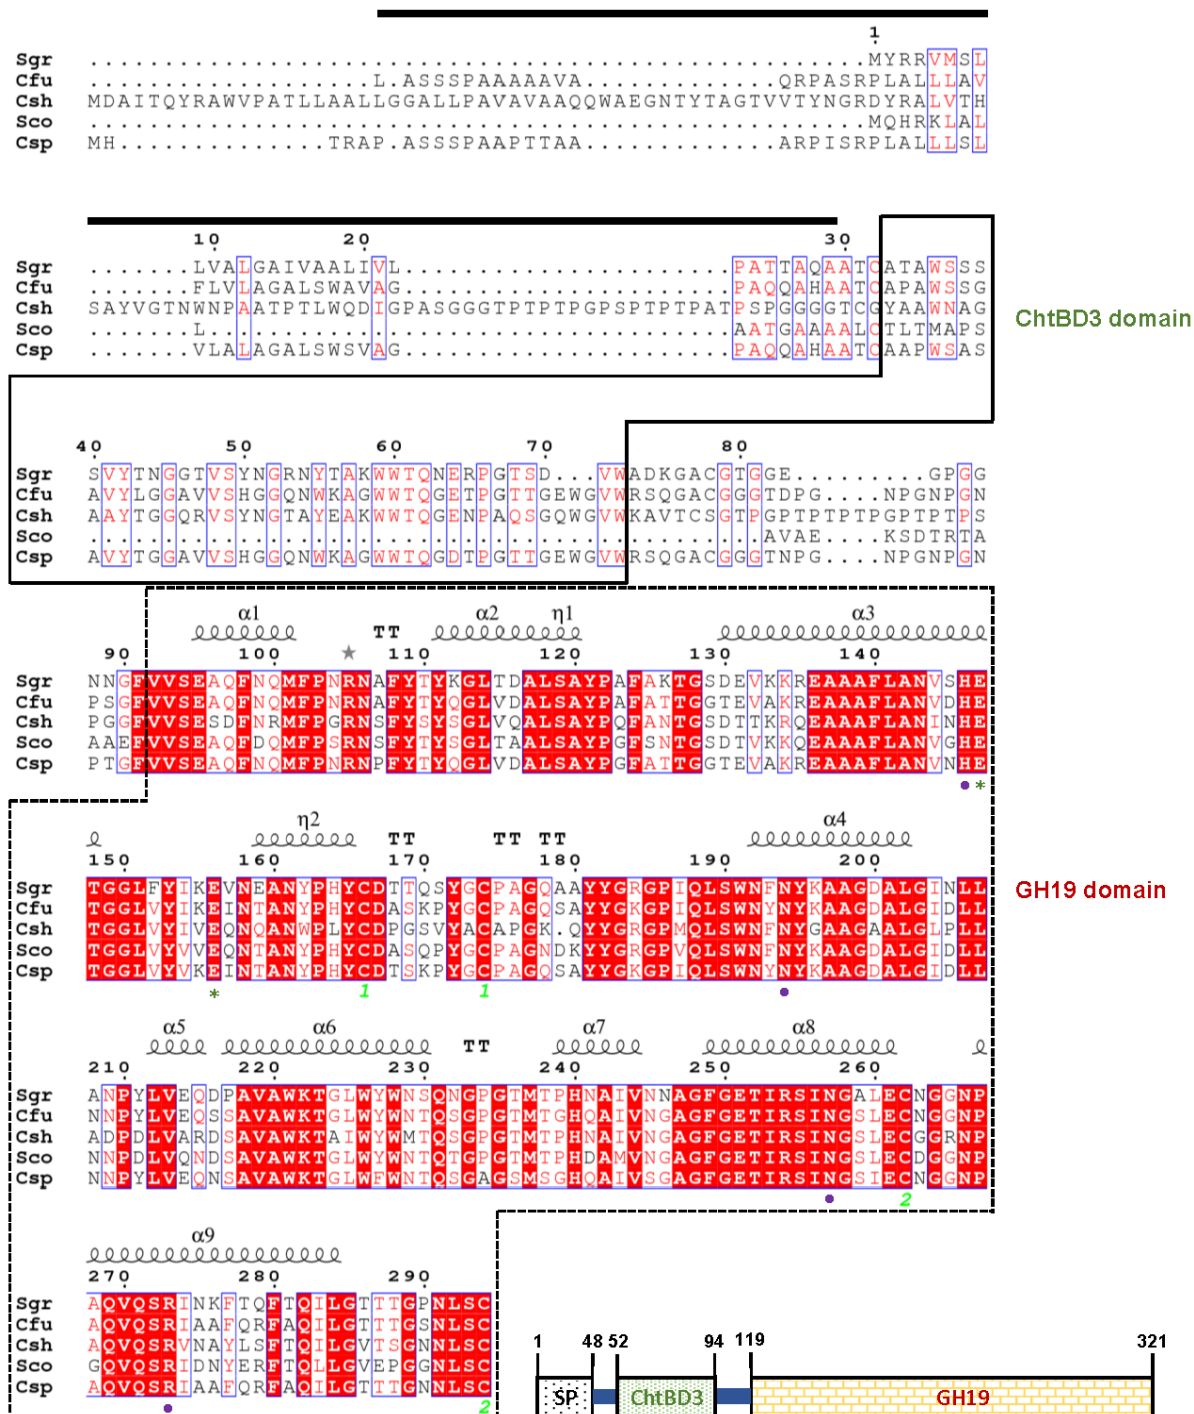 1
Sgr ....................................................MYRRVMSL
Cfu ...................L.ASSSPAAAAAVA.............QRPASRPLALLLAV
Csh MDAITQYRAWVPATLLAALLGGALLPAVAVAAQQWAEGNTYTAGTVVTYNGRDYRALVTH
Sco ....................................................MQHRKLAL
Csp MH..............TRAP.ASSSPAAPTTAA.............ARPISRPLALLLSL
10 20 30
Sgr .......LVALGAIVAALIVL......................PATTAQAATCATAWSSS
Cfu .......FLVLAGALSWAVAG......................PAQQAHAATCAPAWSSG
Csh SAYVGTNWNPAATPTLWQDIGPASGGGTPTPTPGPSPTPTPATPSPGGGGTCGYAAWNAG
Sco .......L...................................AATGAAAALCTLTMAPS
Csp .......VLALAGALSWSVAG......................PAQQAHAATCAAPWSAS
ChtBD3 domain
40 50 60 70 80
Sgr SVYTNGGTVSYNGRNYTAKWWTQNERPGTSD...VWADKGACGTGGE.........GPGG
Cfu AVYLGGAVVSHGGQNWKAGWWTQGETPGTTGEWGVWRSQGACGGGTDPG....NPGNPGN
Csh AAYTGGQRVSYNGTAYEAKWWTQGENPAQSGQWGVWKAVTCSGTPGPTPTPTPGPTPTPS
Sco .............................................AVAE....KSDTRTA
Csp AVYTGGAVVSHGGQNWKAGWWTQGDTPGTTGEWGVWRSQGACGGGTNPG....NPGNPGN
α1 TT α2 η1 α3
90 100 ★ 110 120 130 140
Sgr NNGFVVSEAQFNQMFPNRNAFYTYKGLTDALSAYPAFAKTGSDEVKKREAAAFLANVSHE
Cfu PSGFVVSEAQFNQMFPNRNAFYTYQGLVDALSAYPAFATTGGTEVAKREAAAFLANVDHE
Csh PGGFVVSESDFNRMFPGRNSFYSYSGLVQALSAYPQFANTGSDTTKRQEAAAFLANINHE
Sco AAEFVVSEAQFDQMFPSRNSFYTYSGLTAALSAYPGFSNTGSDTVKKQEAAAFLANVGHE
Csp PTGFVVSEAQFNQMFPNRNPFYTYQGLVDALSAYPGFATTGGTEVAKREAAAFLANVNHE
● *
η2 TT TT TT α4
150 160 170 180 190 200
Sgr TGGLFYIKEVNEANYPHYCDTTQSYGCPAGQAAYYGRGPIQLSWNFNYKAAGDALGINLL
Cfu TGGLVYIKEINTANYPHYCDASKPYGCPAGQSAYYGKGPIQLSWNYNYKAAGDALGIDLL
Csh TGGLVYIVEQNQANWPLYCDPGSVYACAPGK.QYYGRGPMQLSWNFNYGAAGAALGLPLL
Sco TGGLVYVVEQNTANYPHYCDASQPYGCPAGNDKYYGRGPVQLSWNFNYKAAGDALGIDLL
Csp TGGLVYVKEINTANYPHYCDTSKPYGCPAGQSAYYGKGPIQLSWNYNYKAAGDALGIDLL
* 1 1 ●
GH19 domain
α5 α6 TT α7 α8
210 220 230 240 250 260
Sgr ANPYLVEQDPAVAWKTGLWYWNSQNGPGTMTPHNAIVNNAGFGETIRSINGALECNGGNP
Cfu NNPYLVEQSSAVAWKTGLWYWNTQSGPGTMTGHQAIVNGAGFGETIRSINGSLECNGGNP
Csh ADPDLVARDSAVAWKTAIWYWMTQSGPGTMTPHNAIVNGAGFGETIRSINGSLECGGRNP
Sco NNPDLVQNDSAVAWKTGLWYWNTQTGPGTMTPHDAMVNGAGFGETIRSINGSLECDGGNP
Csp NNPYLVEQNSAVAWKTGLWFWNTQSGAGSMSGHQAIVSGAGFGETIRSINGSIECNGGNP
● 2
α9
270 280 290
Sgr AQVQSRINKFTQFTQILGTTTGPNLSC
Cfu AQVQSRIAAFQRFAQILGTTTGSNLSC
Csh AQVQSRVNAYLSFTQILGVTSGNNLSC
Sco GQVQSRIDNYERFTQLLGVEPGGNLSC
Csp AQVQSRIAAFQRFAQILGTTTGNNLSC
● 2
1 48 52 94 119 321
SP ChtBD3 GH19